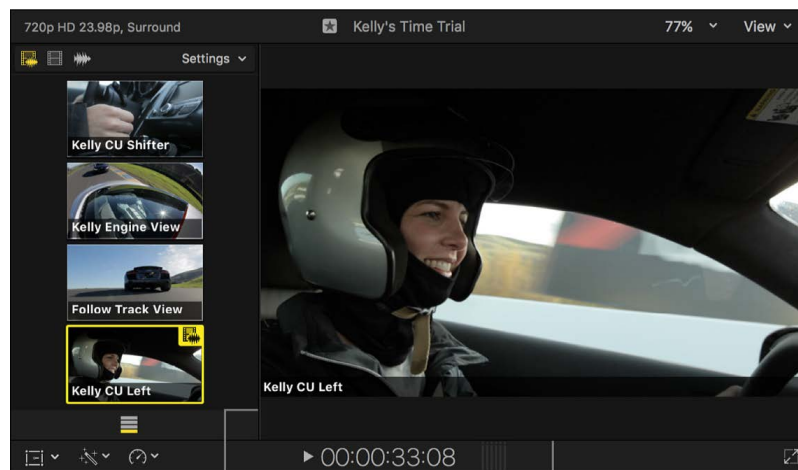 720p HD 23.98p, Surround
Kelly's Time Trial
77%
View
Settings
Kelly CU Shifter
Kelly Engine View
Follow Track View
Kelly CU Left
Kelly CU Left
00:00:33:08